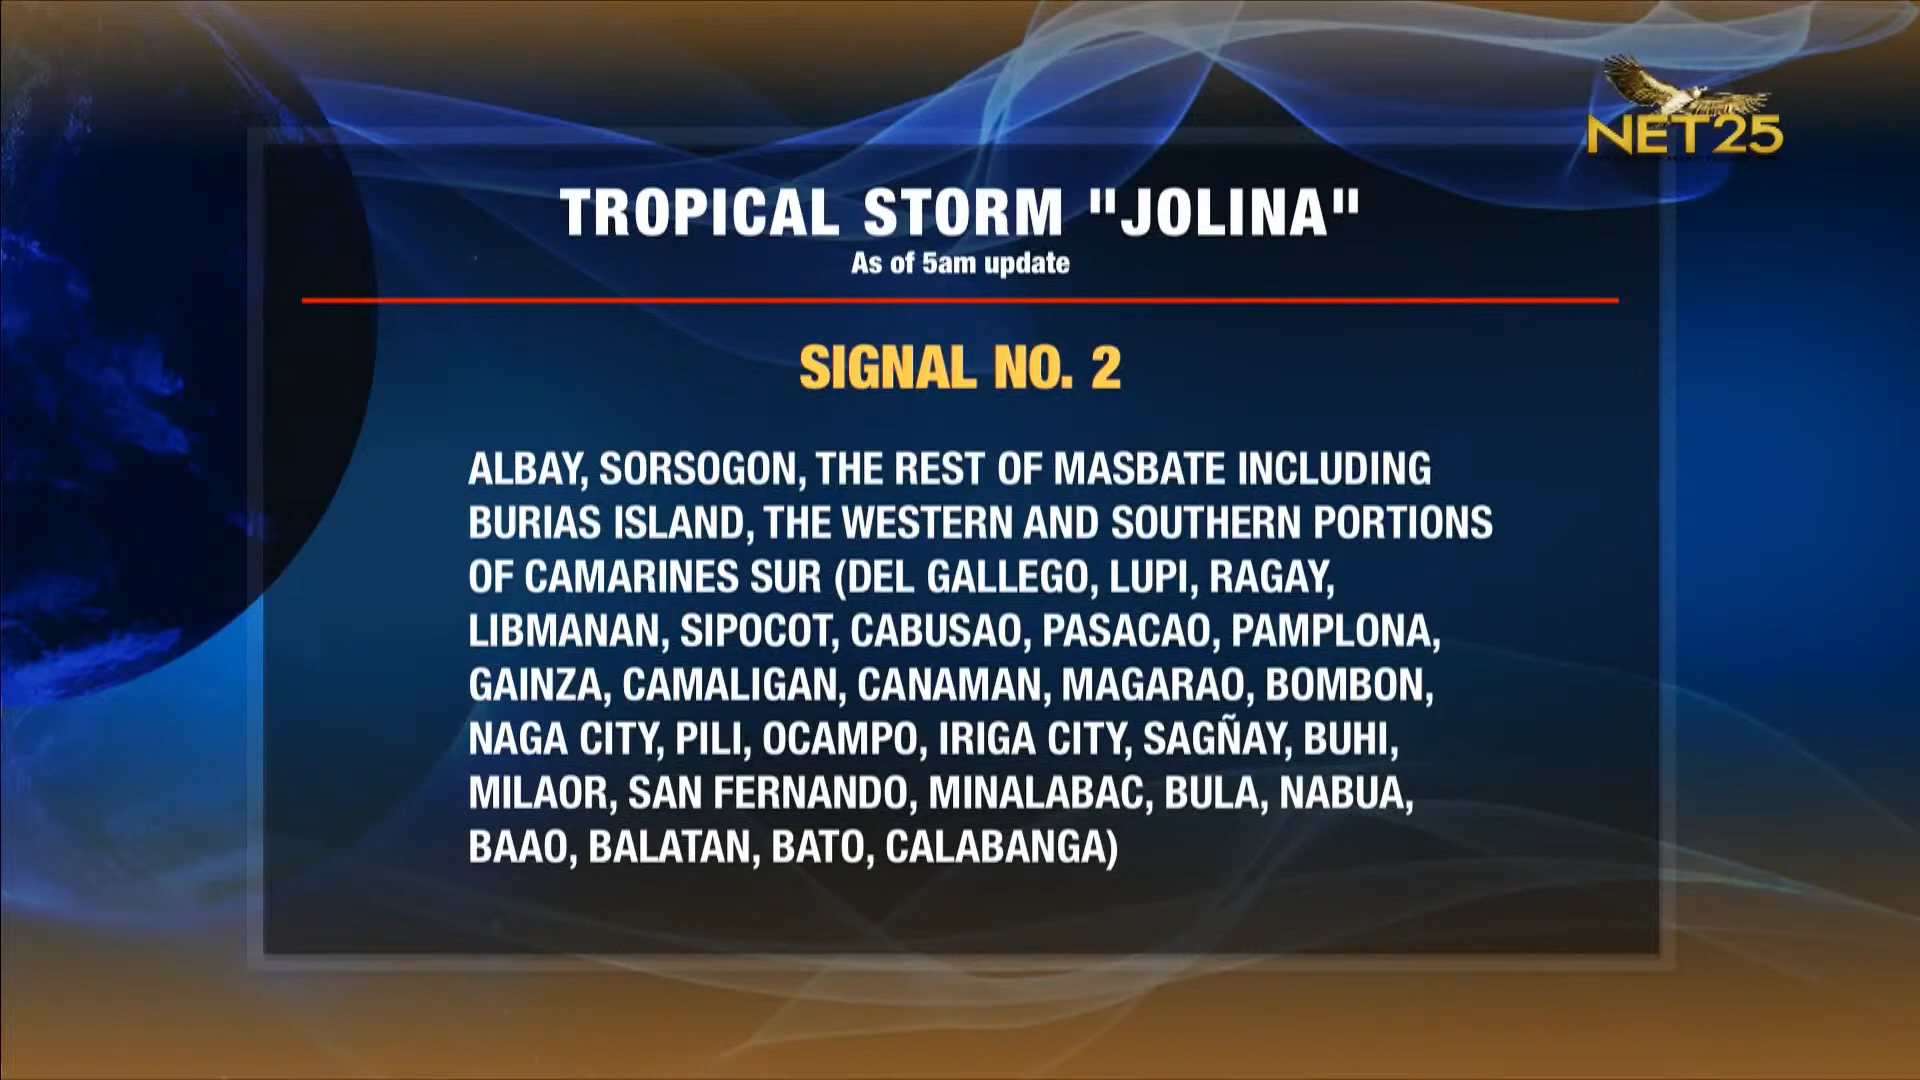 NET25
TROPICAL STORM "JOLINA"
As of 5am update
SIGNAL NO. 2
ALBAY, SORSOGON, THE REST OF MASBATE INCLUDING
BURIAS ISLAND, THE WESTERN AND SOUTHERN PORTIONS
OF CAMARINES SUR (DEL GALLEGO, LUPI, RAGAY,
LIBMANAN, SIPOCOT, CABUSAO, PASACAO, PAMPLONA,
GAINZA, CAMALIGAN, CANAMAN, MAGARAO, BOMBON,
NAGA CITY, PILI, OCAMPO, IRIGA CITY, SAGÑAY, BUHI,
MILAOR, SAN FERNANDO, MINALABAC, BULA, NABUA,
BAAO, BALATAN, BATO, CALABANGA)